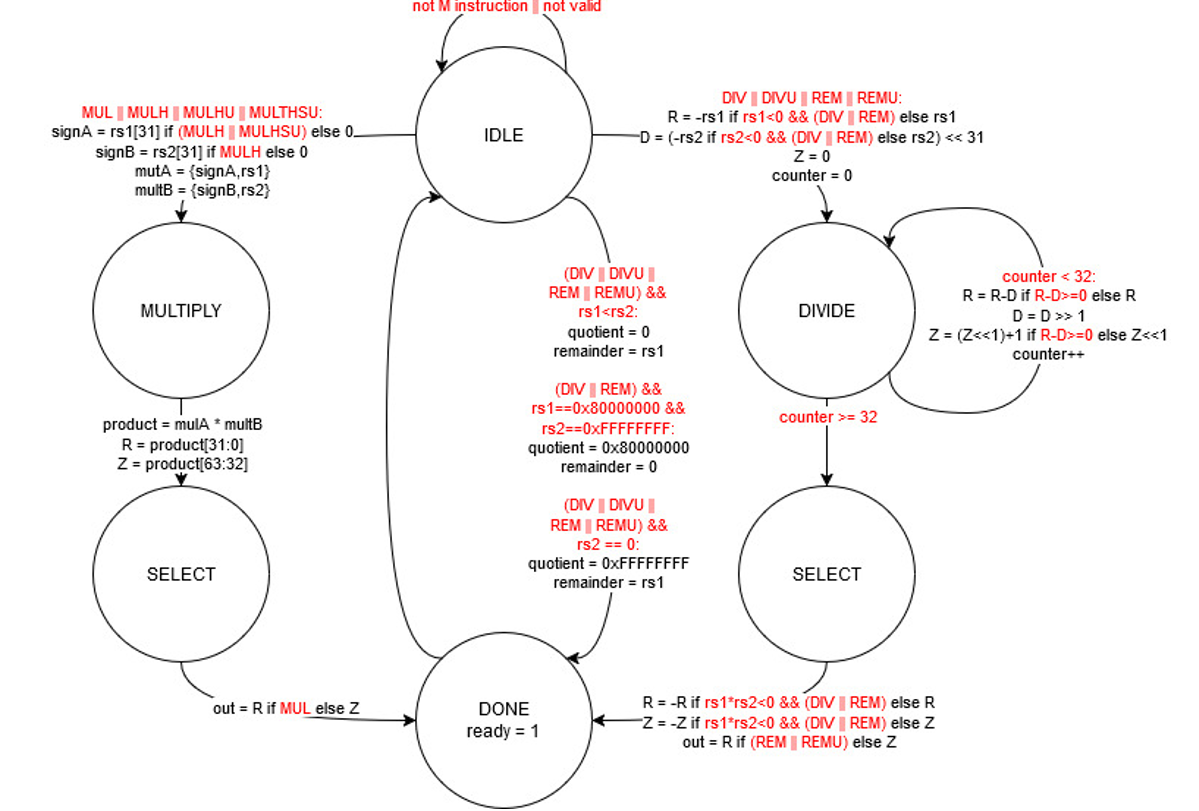 not M instruction || not valid
IDLE
MUL || MULH || MULHU || MULTHSU:
signA = rs1[31] if (MULH || MULHSU) else 0
signB = rs2[31] if MULH else 0
mutA = {signA,rs1}
multB = {signB,rs2}
DIV || DIVU || REM || REMU:
R = -rs1 if rs1<0 && (DIV || REM) else rs1
D = (-rs2 if rs2<0 && (DIV || REM) else rs2) << 31
Z = 0
counter = 0
MULTIPLY
(DIV || DIVU ||
REM || REMU) &&
rs1<rs2:
quotient = 0
remainder = rs1
(DIV || REM) &&
rs1==0x80000000 &&
rs2==0xFFFFFFFF:
quotient = 0x80000000
remainder = 0
(DIV || DIVU ||
REM || REMU) &&
rs2 == 0:
quotient = 0xFFFFFFFF
remainder = rs1
DIVIDE
counter < 32:
R = R-D if R-D>=0 else R
D = D >> 1
Z = (Z<<1)+1 if R-D>=0 else Z<<1
counter++
product = mulA * multB
R = product[31:0]
Z = product[63:32]
counter >= 32
SELECT
SELECT
out = R if MUL else Z
DONE
ready = 1
R = -R if rs1*rs2<0 && (DIV || REM) else R
Z = -Z if rs1*rs2<0 && (DIV || REM) else Z
out = R if (REM || REMU) else Z